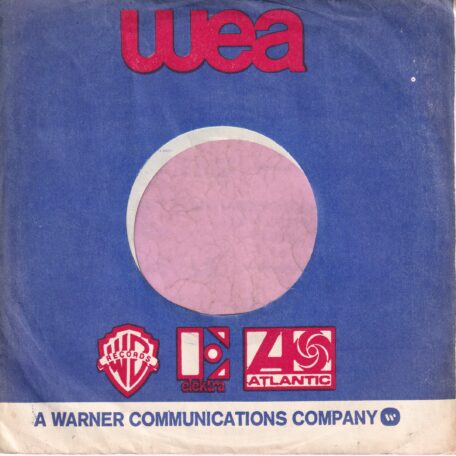 wea
WB RECORDS
E elektra
A ATLANTIC
A WARNER COMMUNICATIONS COMPANY W